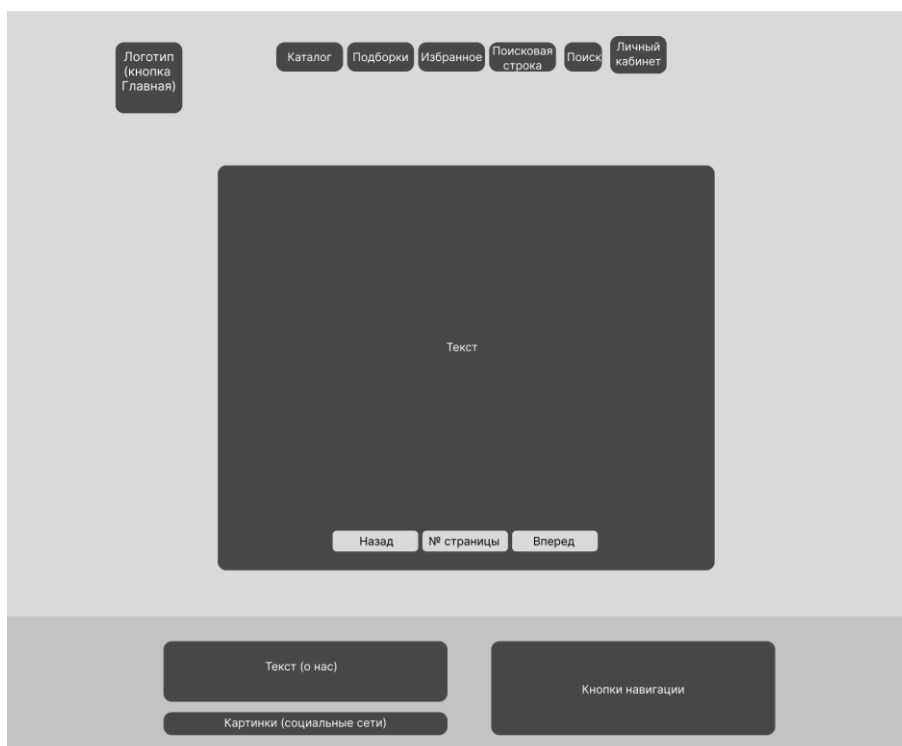 Логотип
(кнопка
Главная)
Каталог
Подборки
Избранное
Поисковая
строка
Поиск
Личный
кабинет
Текст
Назад
№ страницы
Вперед
Текст (о нас)
Кнопки навигации
Картинки (социальные сети)